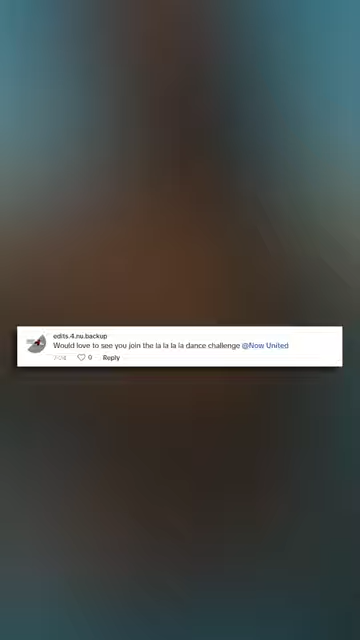 edits.4.nu.backup
Would love to see you join the la la la la dance challenge @Now United
0 Reply